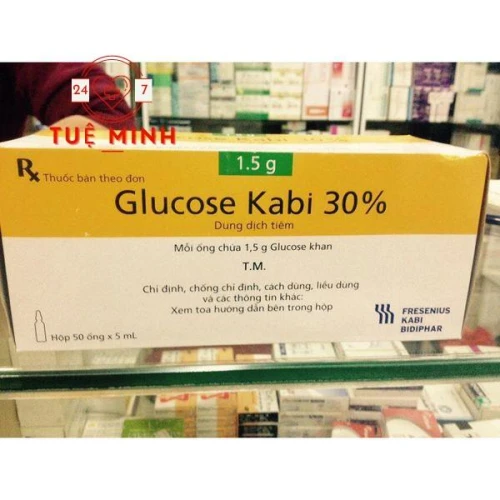 24
7
TUỆ MINH
1.5 g
Rx Thuốc bán theo đơn
Glucose Kabi 30%
Dung dịch tiêm
Mỗi ống chứa 1,5 g Glucose khan
T.M.
Chỉ định, chống chỉ định, cách dùng, liều dùng
và các thông tin khác:
Xem toa hướng dẫn bên trong hộp
FRESENIUS
KABI
BIDIPHAR
Hộp 50 ống x 5 mL